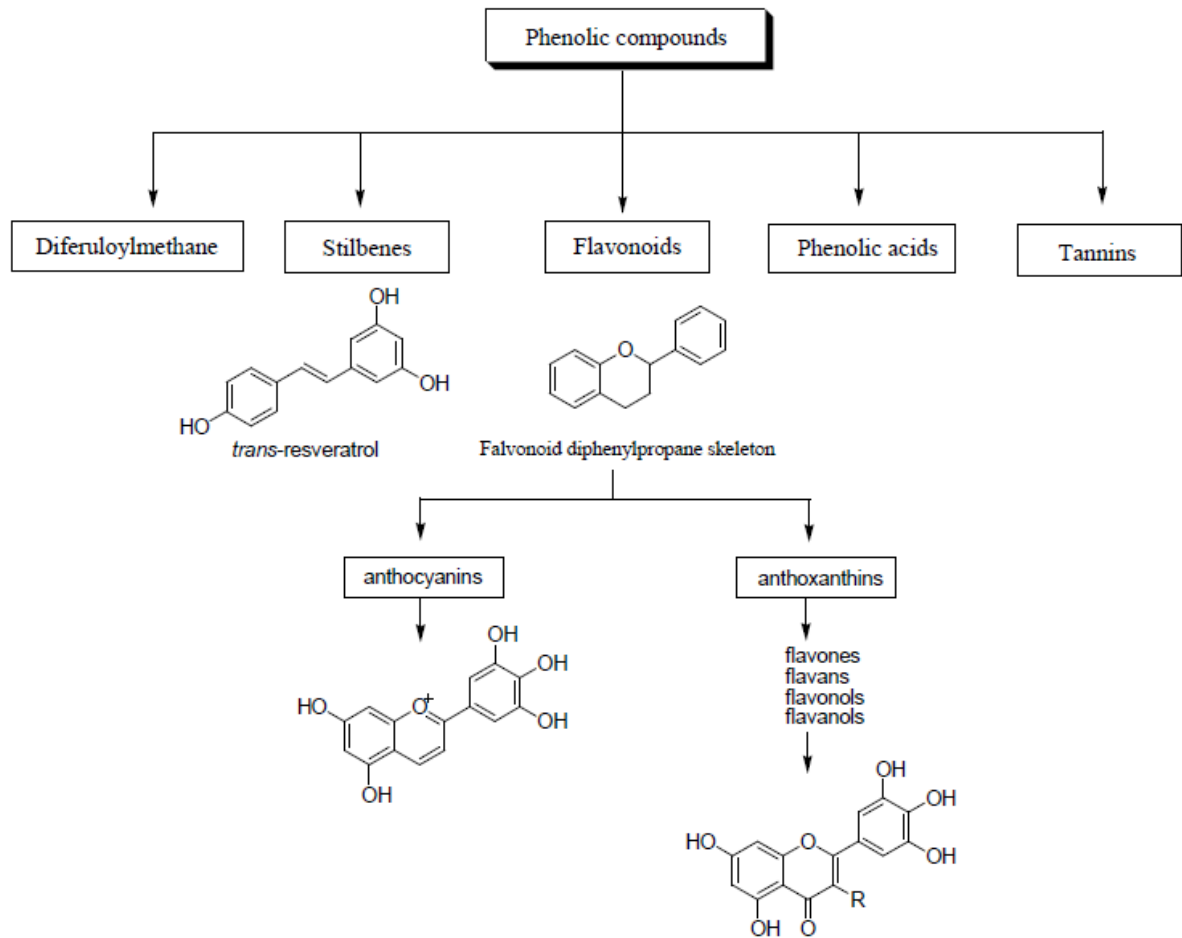 Phenolic compounds
Diferuloylmethane
Stilbenes
Flavonoids
Phenolic acids
Tannins
OH
OH
HO
trans-resveratrol
O
Falvonoid diphenylpropane skeleton
anthocyanins
anthoxanthins
OH
OH
OH
HO
O+
OH
flavones
flavans
flavonols
flavanols
OH
OH
OH
HO
O
R
OH
O